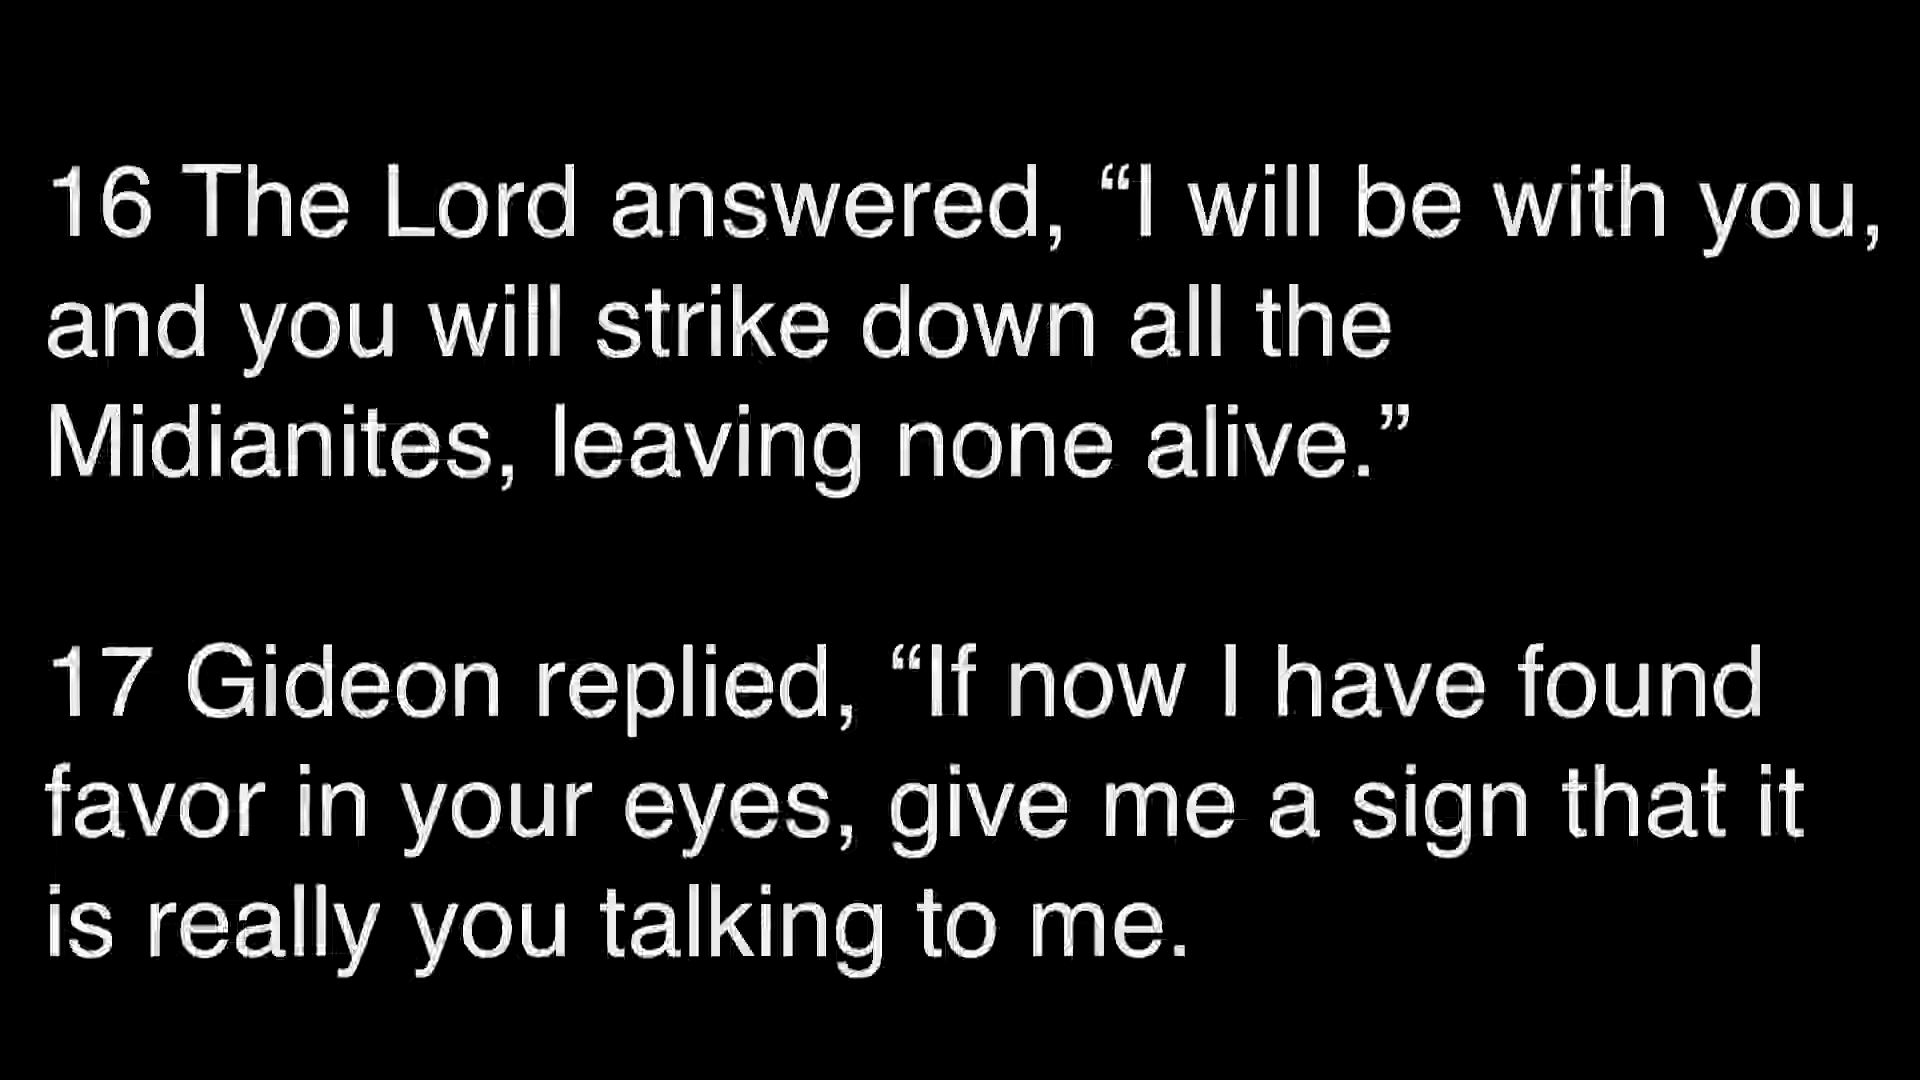 16 The Lord answered, “I will be with you,
and you will strike down all the
Midianites, leaving none alive.”
17 Gideon replied, “If now I have found
favor in your eyes, give me a sign that it
is really you talking to me.